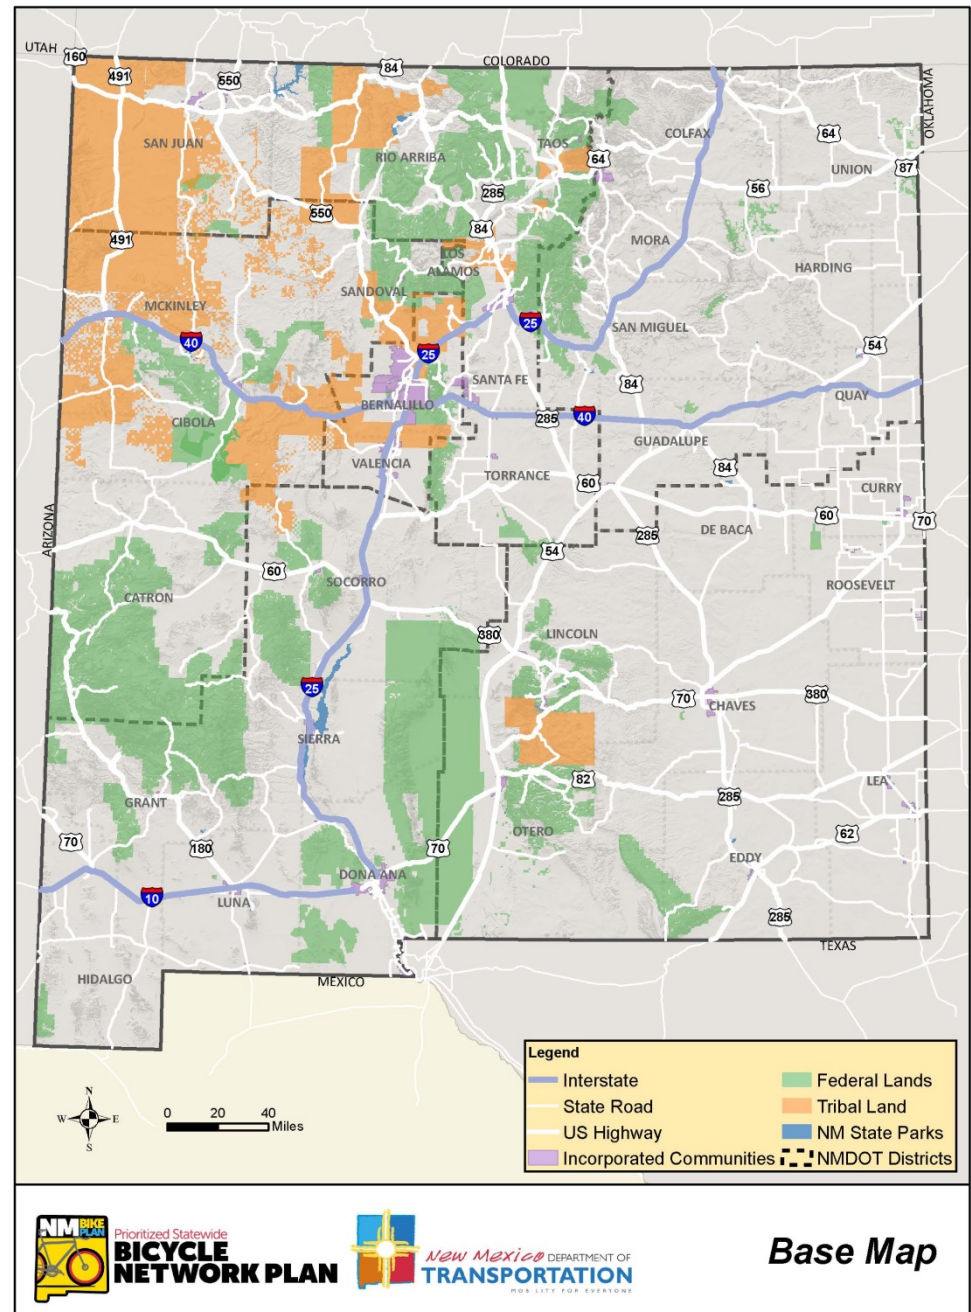 UTAH
160
491
550
84
COLORADO
OKLAHOMA
SAN JUAN
RIO ARRIBA
TAOS
COLFAX
64
UNION
87
64
285
56
550
84
491
MORA
LOS
ALAMOS
HARDING
SANDOVAL
MCKINLEY
25
SAN MIGUEL
40
25
54
SANTA FE
84
QUAY
BERNALILLO
285
40
CIBOLA
GUADALUPE
VALENCIA
TORRANCE
84
60
CURRY
ARIZONA
DE BACA
60
70
285
54
60
SOCORRO
ROOSEVELT
CATRON
380
LINCOLN
25
70
CHAVES
380
SIERRA
82
LEA
GRANT
285
OTERO
62
70
180
70
EDDY
DONA ANA
10
LUNA
285
TEXAS
HIDALGO
MEXICO
Legend
Interstate
State Road
US Highway
Incorporated Communities
Federal Lands
Tribal Land
NM State Parks
NMDOT Districts
N
W E
S
0 20 40
Miles
NM BIKE PLAN
Prioritized Statewide
BICYCLE
NETWORK PLAN
New Mexico DEPARTMENT OF
TRANSPORTATION
MOBILITY FOR EVERYONE
Base Map